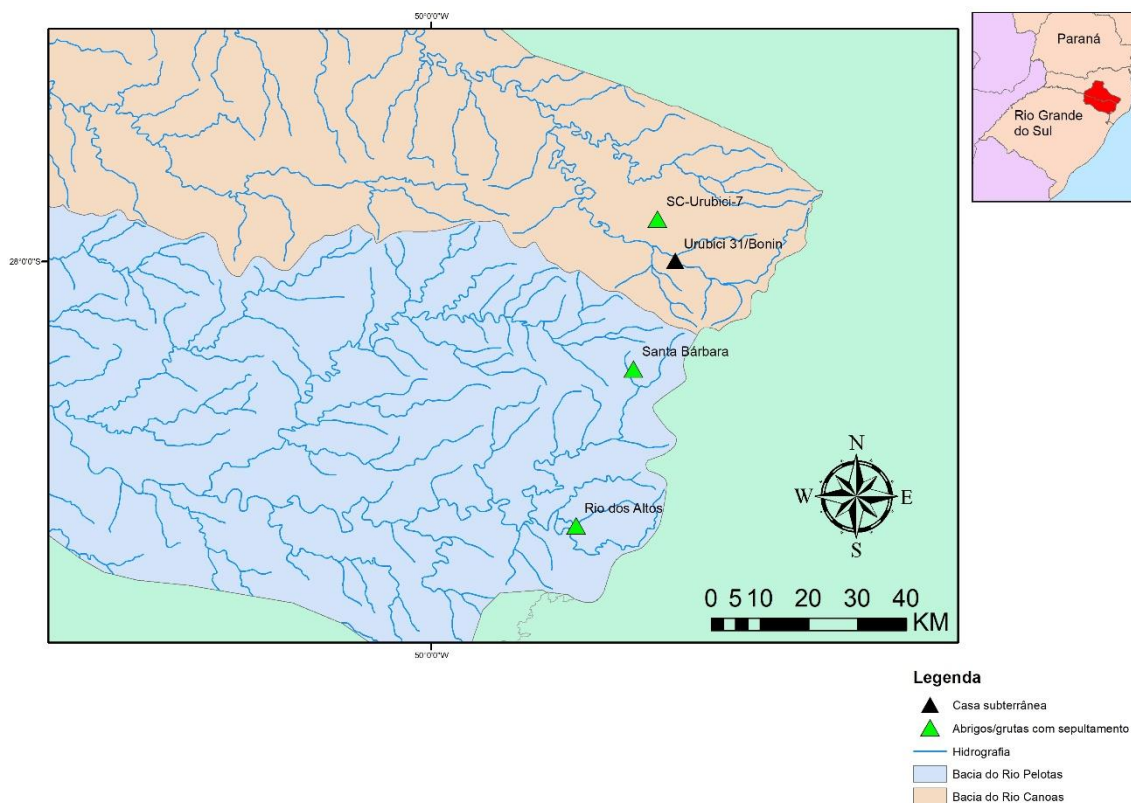 50°0'0"W
Paraná
Rio Grande
do Sul
SC-Urubici-7
Urubici 31/Bonin
28°0'0"S
Santa Bárbara
Rio dos Altos
N
W
E
S
0 5 10 20 30 40
KM
50°0'0"W
Legenda
Casa subterrânea
Abrigos/grutas com sepultamento
Hidrografia
Bacia do Rio Pelotas
Bacia do Rio Canoas